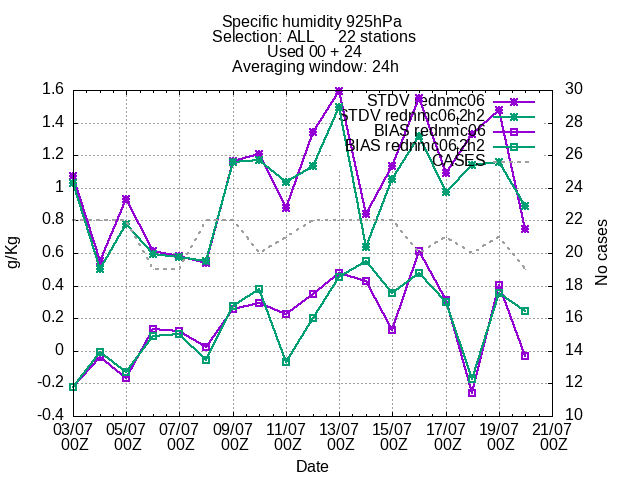 Specific humidity 925hPa
Selection: ALL 22 stations
Used 00 + 24
Averaging window: 24h
1.6
1.4
1.2
1
0.8
0.6
0.4
0.2
0
-0.2
-0.4
30
28
26
24
22
20
18
16
14
12
10
g/Kg
No cases
STDV rednmc06
STDV rednmc06t2h2
BIAS rednmc06
BIAS rednmc06t2h2
CASES
03/07 05/07 07/07 09/07 11/07 13/07 15/07 17/07 19/07 21/07
00Z 00Z 00Z 00Z 00Z 00Z 00Z 00Z 00Z 00Z
Date